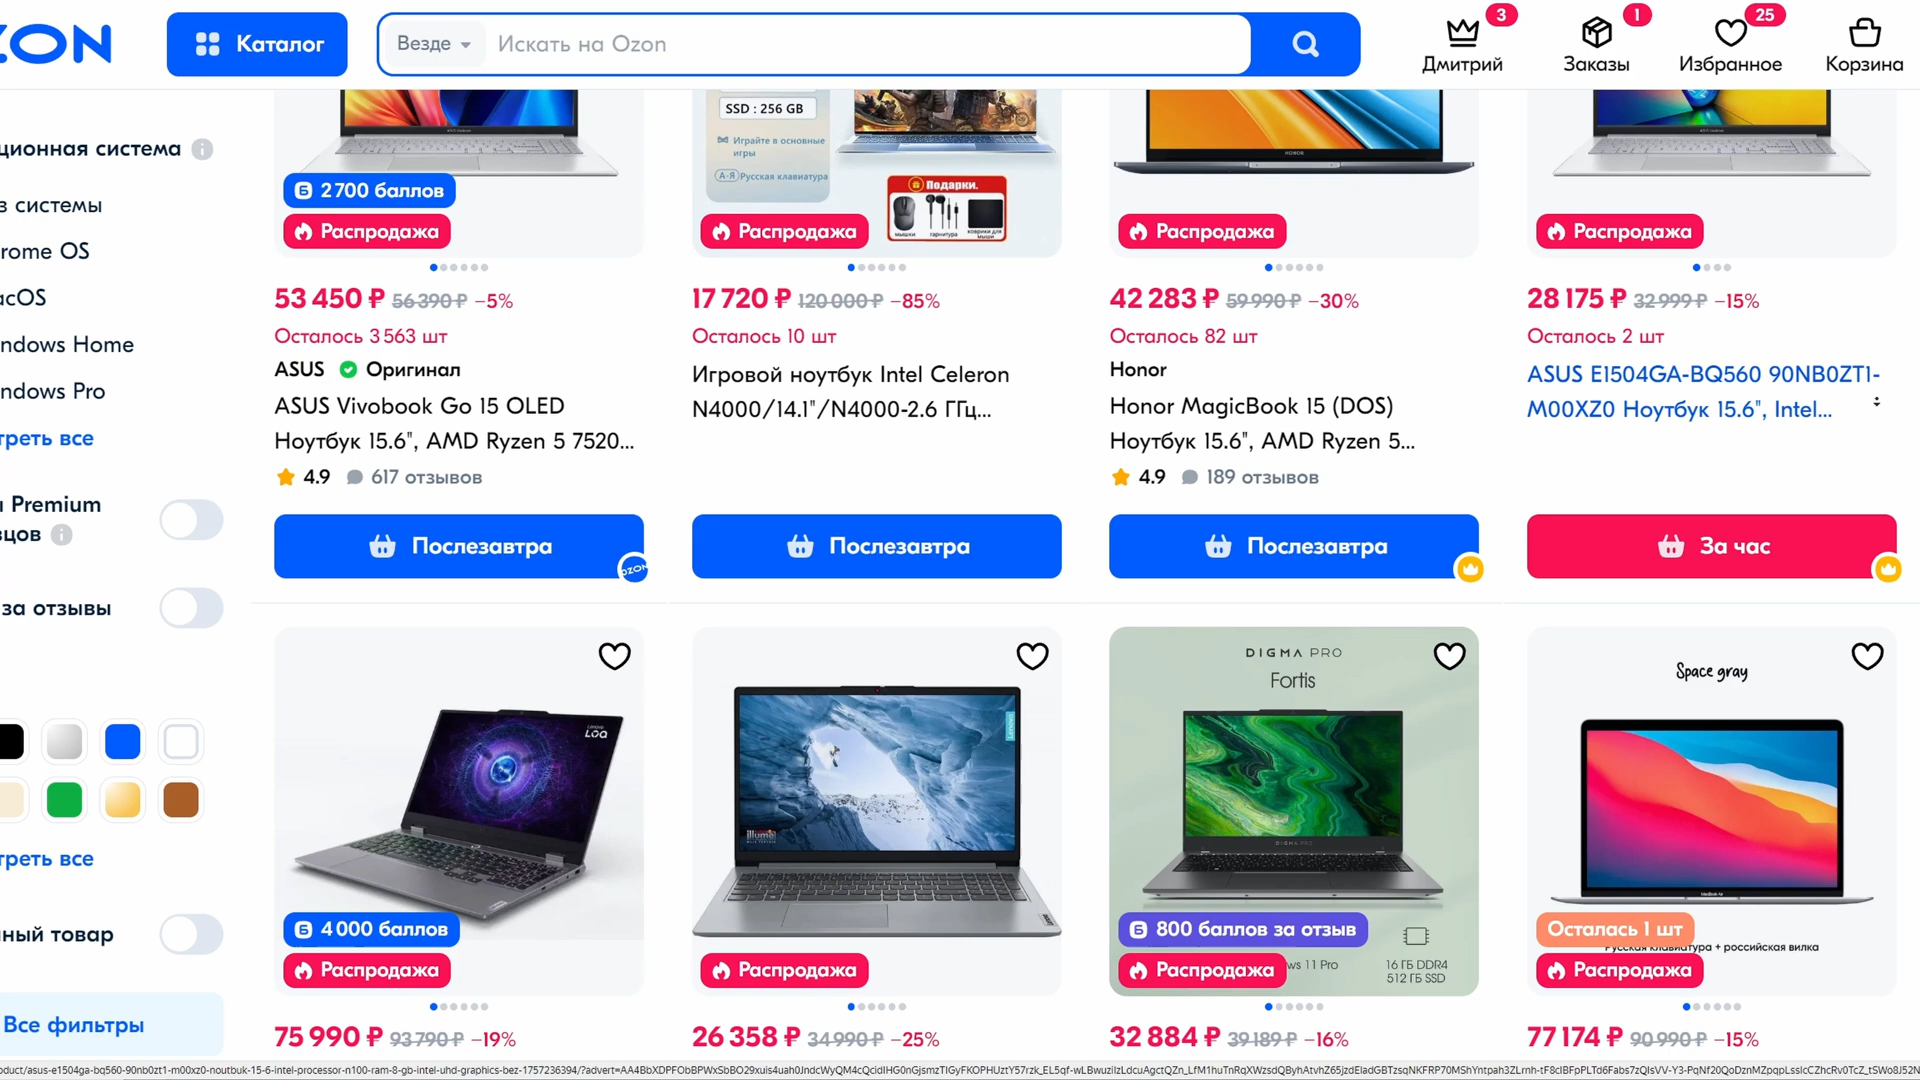 ZON
Каталог
Везде
Искать на Ozon
3
Дмитрий
1
Заказы
25
Избранное
Корзина
ционная система
з системы
rome OS
acOS
ndows Home
ndows Pro
треть все
Premium
вцов
за отзывы
треть все
ный товар
Все фильтры
Б 2 700 баллов
Распродажа
53 450 ₽ 56 390 ₽ −5%
Осталось 3 563 шт
ASUS Оригинал
ASUS Vivobook Go 15 OLED
Ноутбук 15.6", AMD Ryzen 5 7520...
4.9 617 отзывов
Послезавтра
OZON
SSD : 256 GB
Играйте в основные
игры
А-Я Русская клавиатура
Подарки.
мышки гарнитура коврики для
мыши
Распродажа
17 720 ₽ 120 000 ₽ −85%
Осталось 10 шт
Игровой ноутбук Intel Celeron
N4000/14.1"/N4000-2.6 ГГц...
Послезавтра
HONOR
Распродажа
42 283 ₽ 59 990 ₽ −30%
Осталось 82 шт
Honor
Honor MagicBook 15 (DOS)
Ноутбук 15.6", AMD Ryzen 5...
4.9 189 отзывов
Послезавтра
Распродажа
28 175 ₽ 32 999 ₽ −15%
Осталось 2 шт
ASUS E1504GA-BQ560 90NB0ZT1-
M00XZ0 Ноутбук 15.6", Intel...
За час
LOQ
Б 4 000 баллов
Распродажа
75 990 ₽ 93 790 ₽ −19%
Lenovo
illumi
Распродажа
26 358 ₽ 34 990 ₽ −25%
DIGMA PRO
Fortis
DIGMA PRO
Б 800 баллов за отзыв
ws 11 Pro
16 ГБ DDR4
512 ГБ SSD
Распродажа
32 884 ₽ 39 189 ₽ −16%
Space gray
MacBook Air
Осталась 1 шт
Русская клавиатура + российская вилка
Распродажа
77 174 ₽ 90 990 ₽ −15%